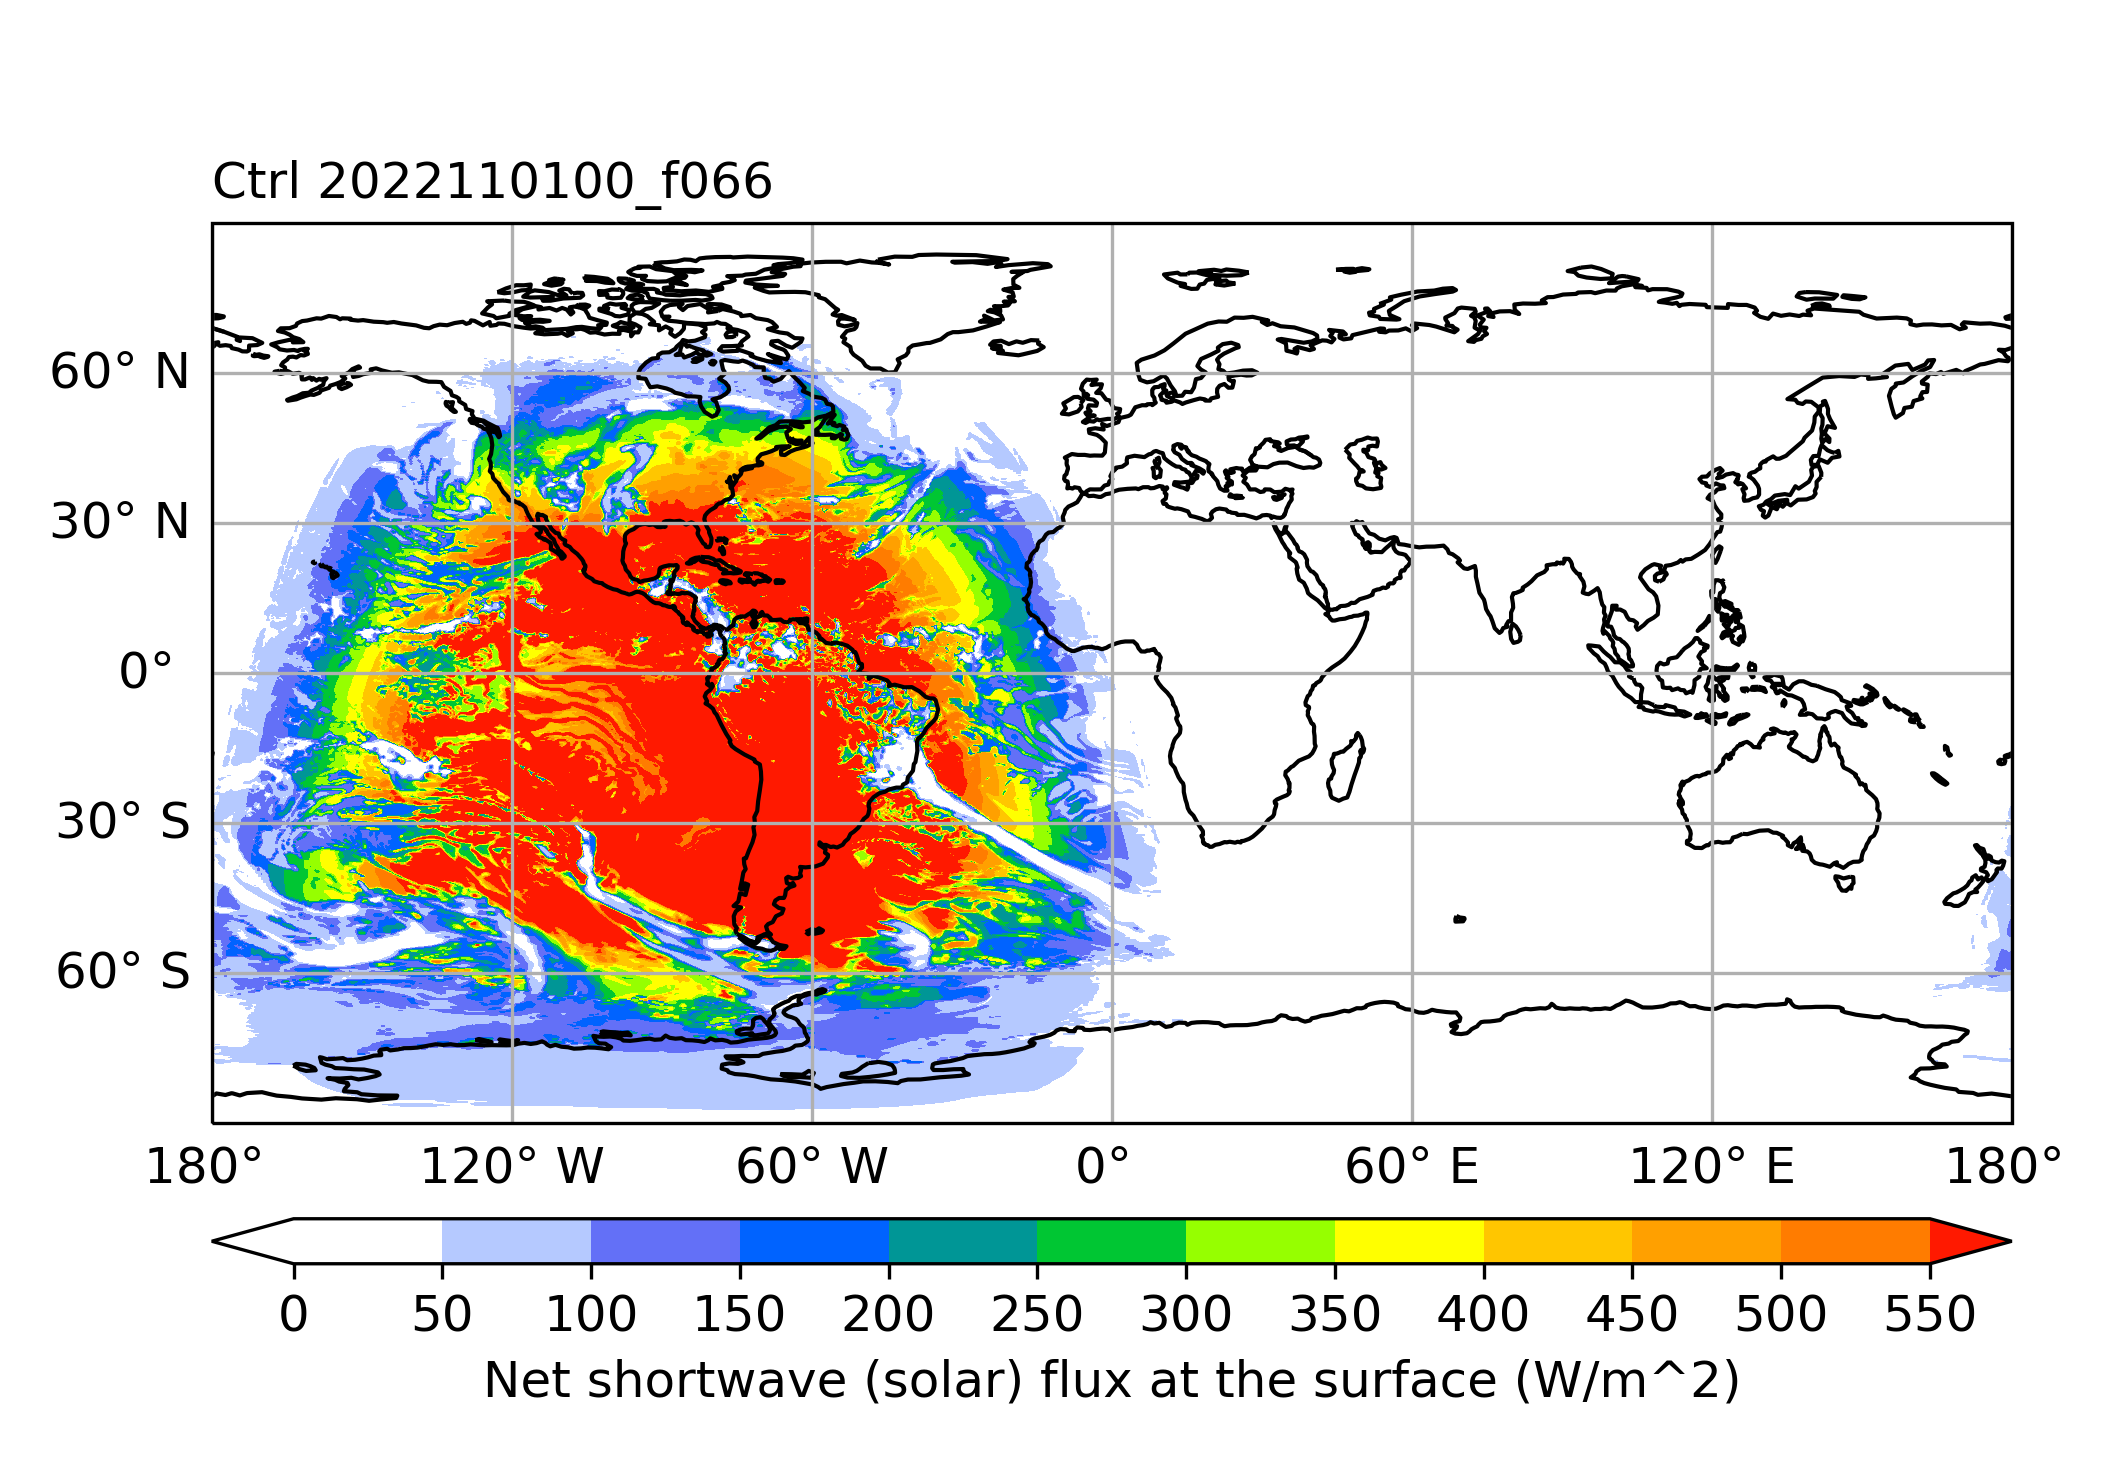 Ctrl 2022110100_f066
60° N
30° N
0°
30° S
60° S
180° 120° W 60° W 0° 60° E 120° E 180°
0 50 100 150 200 250 300 350 400 450 500 550
Net shortwave (solar) flux at the surface (W/m^2)